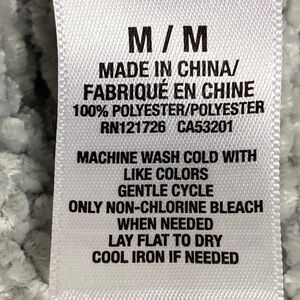 M / M
MADE IN CHINA/
FABRIQUÉ EN CHINE
100% POLYESTER/POLYESTER
RN121726 CA53201
MACHINE WASH COLD WITH
LIKE COLORS
GENTLE CYCLE
ONLY NON-CHLORINE BLEACH
WHEN NEEDED
LAY FLAT TO DRY
COOL IRON IF NEEDED